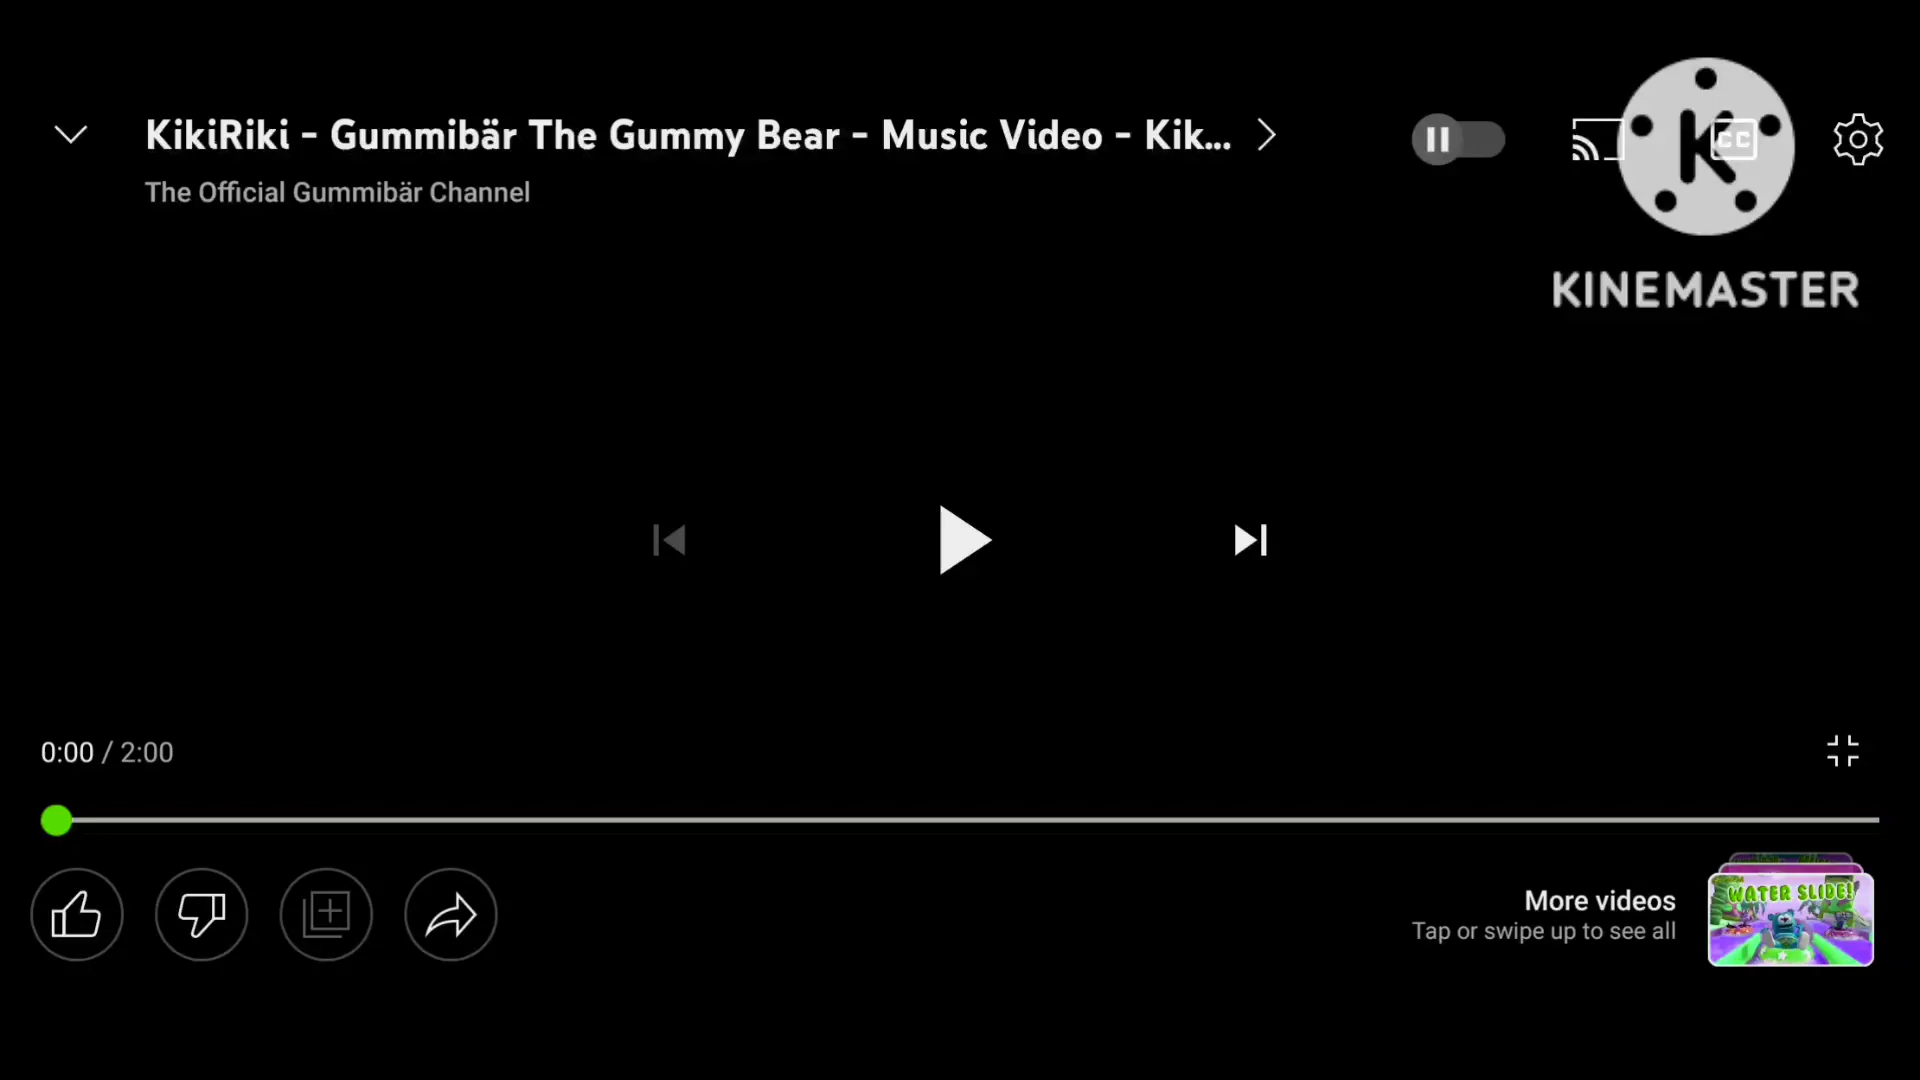 KikiRiki - Gummibär The Gummy Bear - Music Video - Kik...
The Official Gummibär Channel
CC
K
KINEMASTER
0:00 / 2:00
More videos
Tap or swipe up to see all
WATER SLIDE!